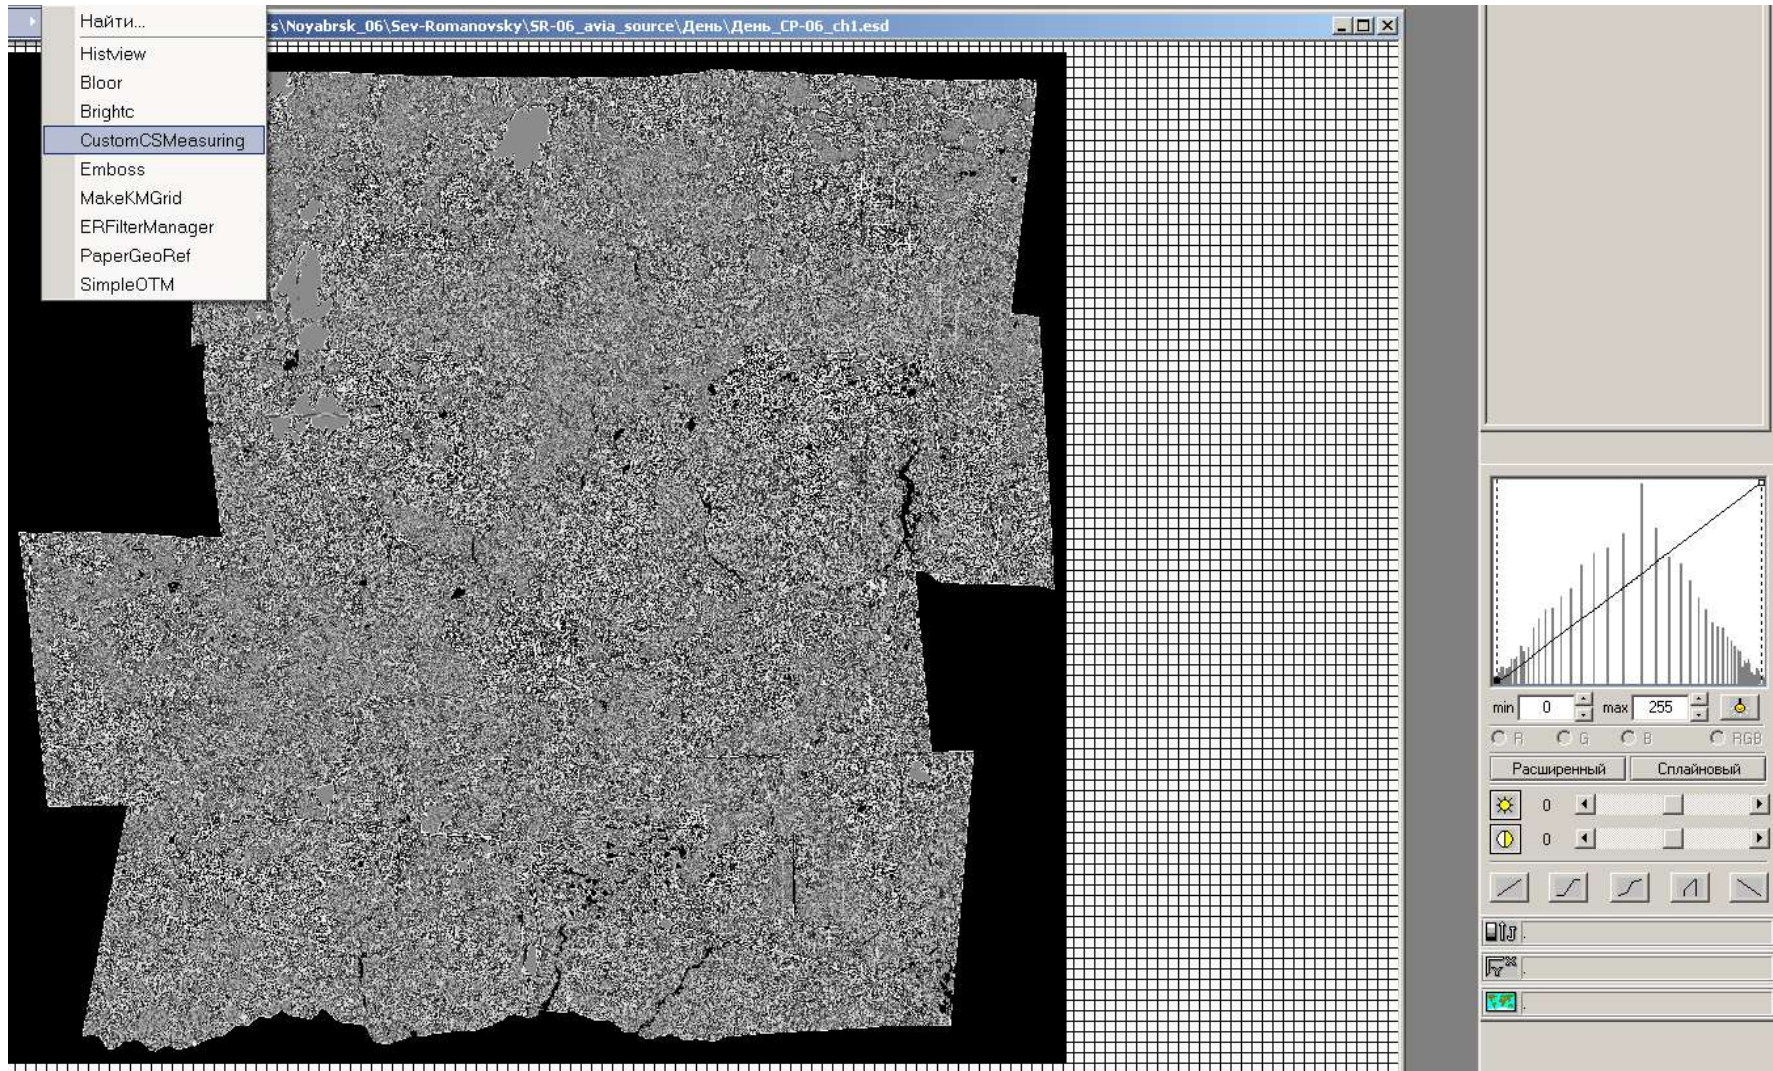 Найти...
s\Noyabrsk_06\Sev-Romanovsky\SR-06_avia_source\День\День_СР-06_ch1.esd
Histview
Bloor
Brightc
CustomCSMeasuring
Emboss
MakeKMGrid
ERFilterManager
PaperGeoRef
SimpleOTM
min 0 max 255
R G B RGB
Расширенный Сплайновый
0
0